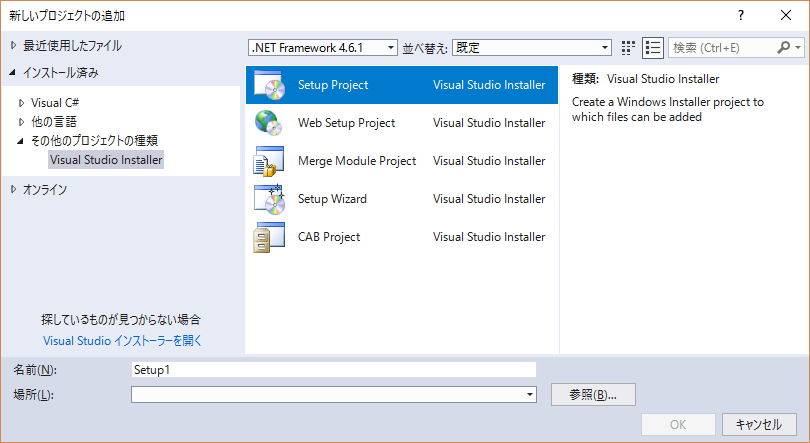 新しいプロジェクトの追加
?
最近使用したファイル
.NET Framework 4.6.1
並べ替え:
既定
検索 (Ctrl+E)
インストール済み
Visual C#
他の言語
その他のプロジェクトの種類
Visual Studio Installer
オンライン
Setup Project Visual Studio Installer
Web Setup Project Visual Studio Installer
Merge Module Project Visual Studio Installer
Setup Wizard Visual Studio Installer
CAB Project Visual Studio Installer
種類: Visual Studio Installer
Create a Windows Installer project to
which files can be added
探しているものが見つからない場合
Visual Studio インストーラーを開く
名前(N):
Setup1
場所(L):
参照(B)...
OK
キャンセル